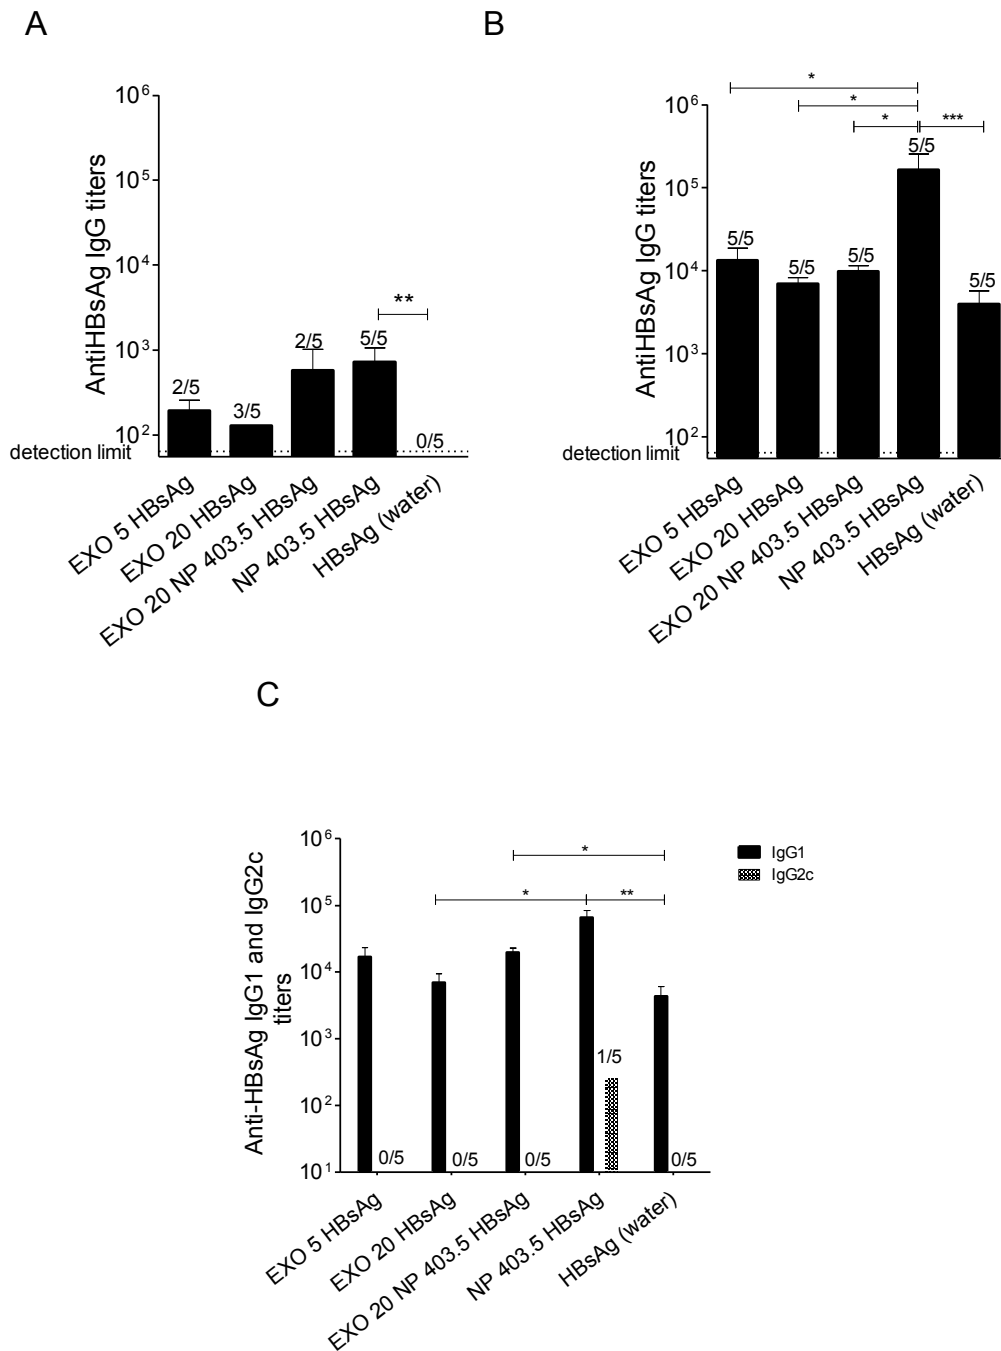 A
AntiHBsAg IgG titers
10⁶
10⁵
10⁴
10³
10²
detection limit
2/5
3/5
2/5
5/5
0/5
**
EXO 5 HBsAg
EXO 20 HBsAg
EXO 20 NP 403.5 HBsAg
NP 403.5 HBsAg
HBsAg (water)
B
AntiHBsAg IgG titers
10⁶
10⁵
10⁴
10³
10²
detection limit
*
*
*
***
5/5
5/5
5/5
5/5
5/5
EXO 5 HBsAg
EXO 20 HBsAg
EXO 20 NP 403.5 HBsAg
NP 403.5 HBsAg
HBsAg (water)
C
Anti-HBsAg IgG1 and IgG2c
titers
10⁶
10⁵
10⁴
10³
10²
10¹
*
*
**
0/5
0/5
0/5
1/5
0/5
IgG1
IgG2c
EXO 5 HBsAg
EXO 20 HBsAg
EXO 20 NP 403.5 HBsAg
NP 403.5 HBsAg
HBsAg (water)